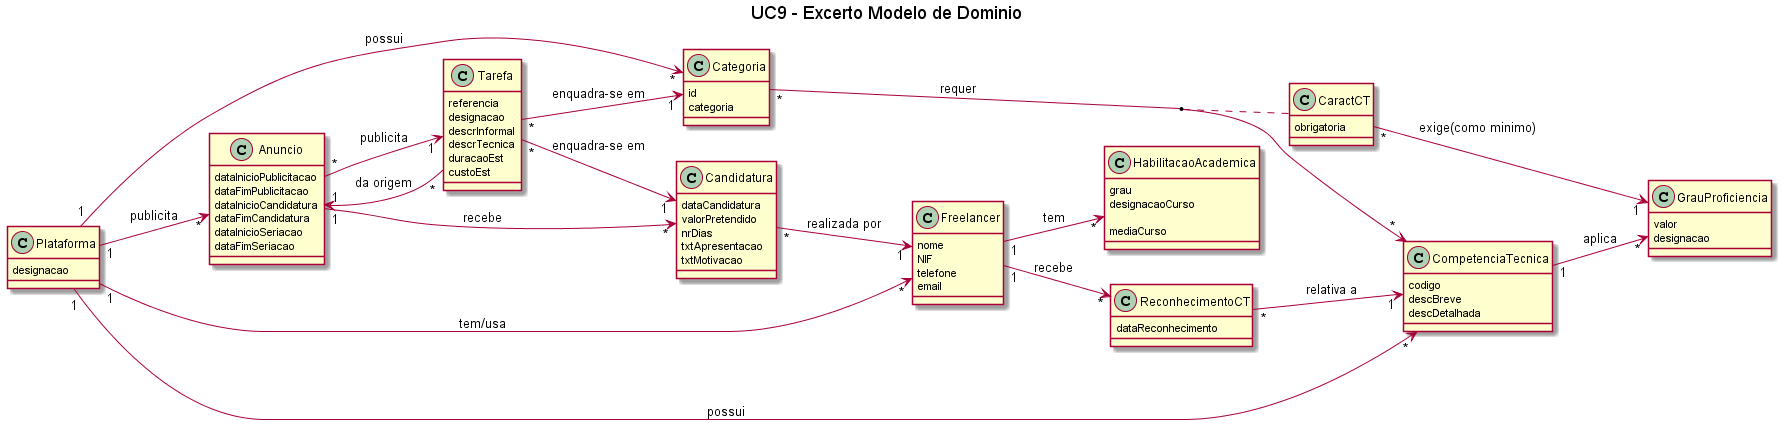 UC9 - Excerto Modelo de Dominio
possui
1
*
C Plataforma
designacao
publicita
1
*
C Anuncio
dataInicioPublicitacao
dataFimPublicitacao
dataInicioCandidatura
dataFimCandidatura
dataInicioSeriacao
dataFimSeriacao
publicita
*
1
da origem
1
*
recebe
1
*
C Tarefa
referencia
designacao
descrInformal
descrTecnica
duracaoEst
custoEst
enquadra-se em
*
1
enquadra-se em
*
1
C Categoria
id
categoria
requer
*
*
C Candidatura
dataCandidatura
valorPretendido
nrDias
txtApresentacao
txtMotivacao
realizada por
*
1
tem/usa
1
*
C Freelancer
nome
NIF
telefone
email
tem
1
*
recebe
1
*
C HabilitacaoAcademica
grau
designacaoCurso
mediaCurso
C ReconhecimentoCT
dataReconhecimento
relativa a
*
1
C CaractCT
obrigatoria
exige(como minimo)
*
1
C CompetenciaTecnica
codigo
descBreve
descDetalhada
aplica
1
*
C GrauProficiencia
valor
designacao
possui
1
*